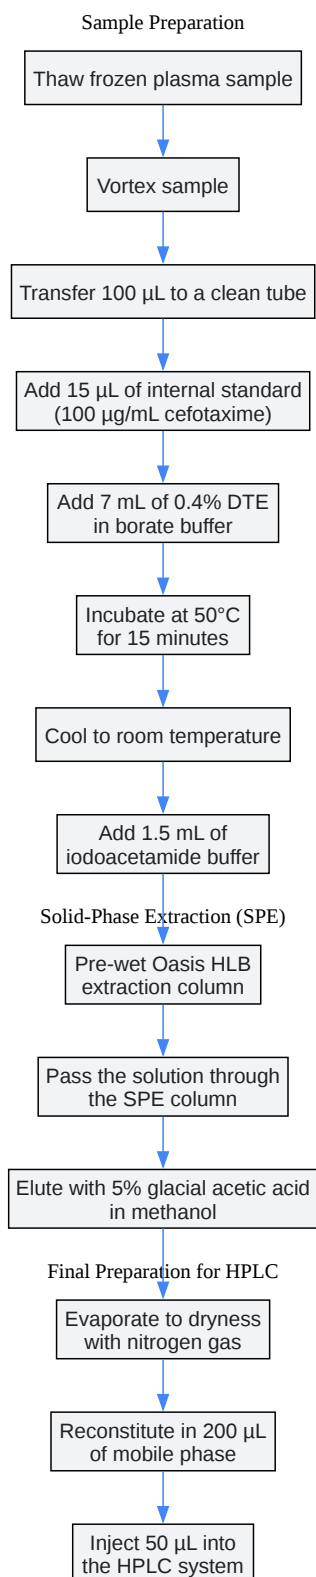 Sample Preparation
Thaw frozen plasma sample
Vortex sample
Transfer 100 µL to a clean tube
Add 15 µL of internal standard
(100 µg/mL cefotaxime)
Add 7 mL of 0.4% DTE
in borate buffer
Incubate at 50°C
for 15 minutes
Cool to room temperature
Add 1.5 mL of
iodoacetamide buffer
Solid-Phase Extraction (SPE)
Pre-wet Oasis HLB
extraction column
Pass the solution through
the SPE column
Elute with 5% glacial acetic acid
in methanol
Final Preparation for HPLC
Evaporate to dryness
with nitrogen gas
Reconstitute in 200 µL
of mobile phase
Inject 50 µL into
the HPLC system